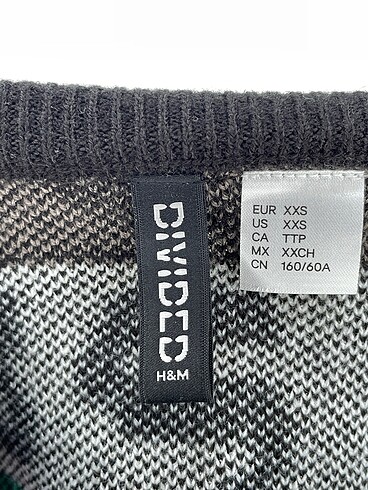 DIVIDED
H&M
EUR XXS
US XXS
CA TTP
MX XXCH
CN 160/60A